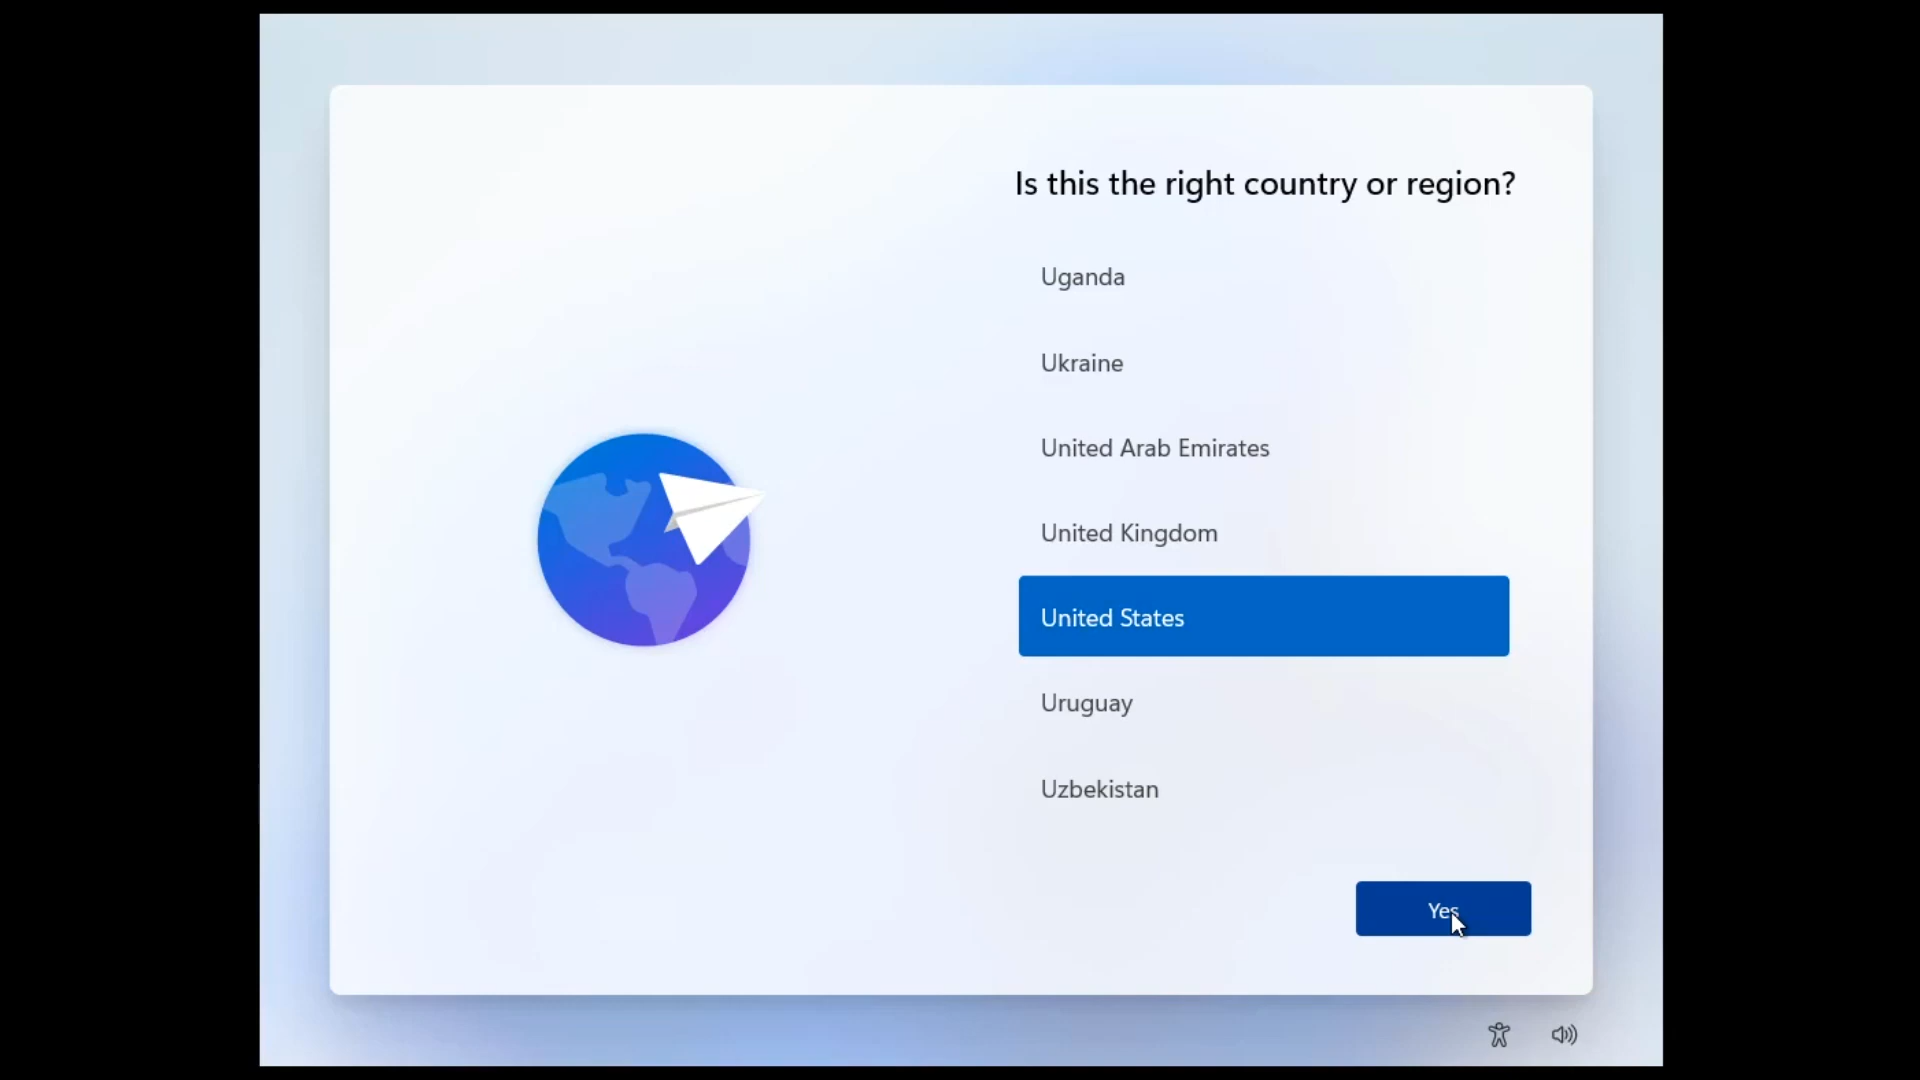 Is this the right country or region?
Uganda
Ukraine
United Arab Emirates
United Kingdom
United States
Uruguay
Uzbekistan
Yes